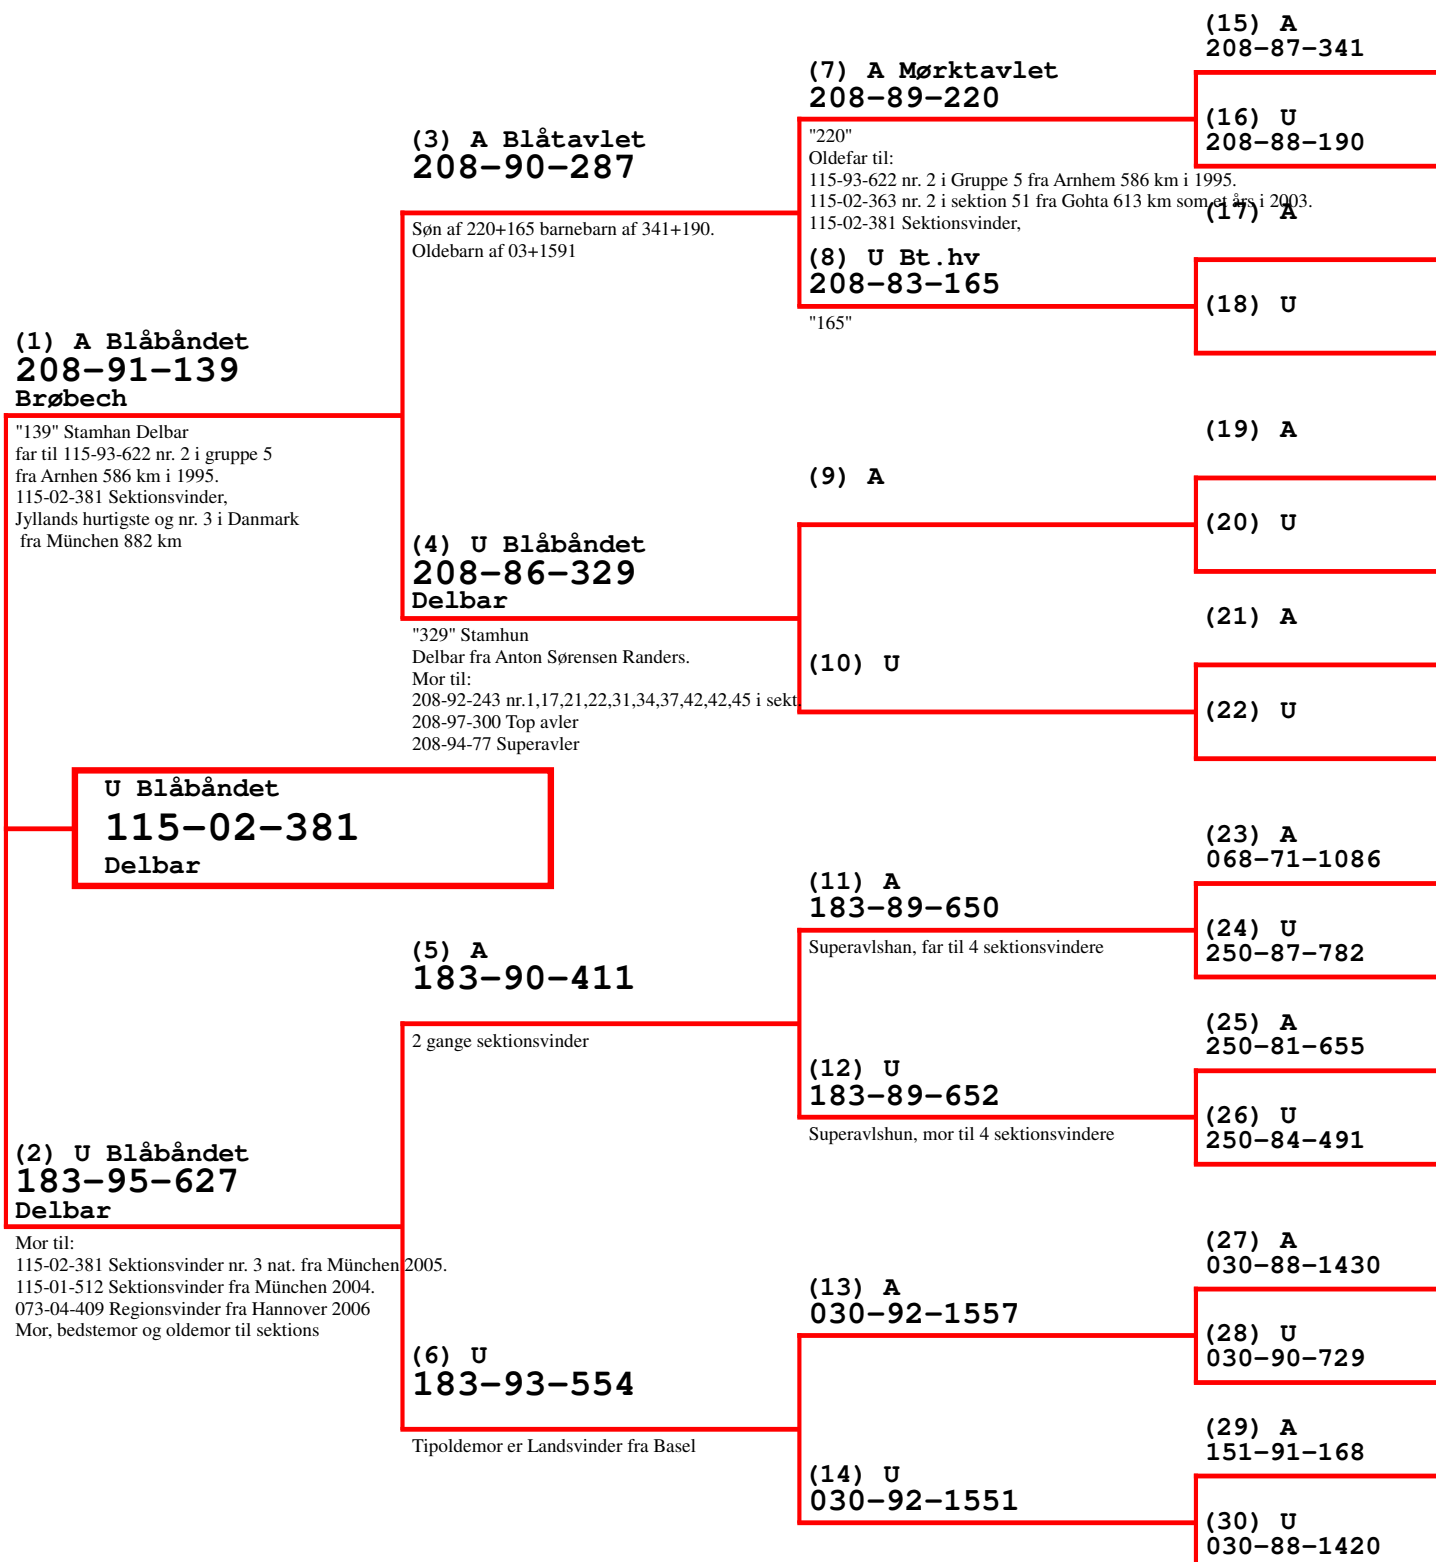 (1) A Blåbåndet
208-91-139
Brøbech
"139" Stamhan Delbar
far til 115-93-622 nr. 2 i gruppe 5
fra Arnhen 586 km i 1995.
115-02-381 Sektionsvinder,
Jyllands hurtigste og nr. 3 i Danmark
fra München 882 km
U Blåbåndet
115-02-381
Delbar
(2) U Blåbåndet
183-95-627
Delbar
Mor til:
115-02-381 Sektionsvinder nr. 3 nat. fra München 2005.
115-01-512 Sektionsvinder fra München 2004.
073-04-409 Regionsvinder fra Hannover 2006
Mor, bedstemor og oldemor til sektions
(3) A Blåtavlet
208-90-287
Søn af 220+165 barnebarn af 341+190.
Oldebarn af 03+1591
(4) U Blåbåndet
208-86-329
Delbar
"329" Stamhun
Delbar fra Anton Sørensen Randers.
Mor til:
208-92-243 nr.1,17,21,22,31,34,37,42,42,45 i sekt.
208-97-300 Top avler
208-94-77 Superavler
(5) A
183-90-411
2 gange sektionsvinder
(6) U
183-93-554
Tipoldemor er Landsvinder fra Basel
(7) A Mørktavlet
208-89-220
"220"
Oldefar til:
115-93-622 nr. 2 i Gruppe 5 fra Arnhem 586 km i 1995.
115-02-363 nr. 2 i sektion 51 fra Gohta 613 km som et års i 2003.
115-02-381 Sektionsvinder,
(8) U Bt.hv
208-83-165
"165"
(9) A
(10) U
(11) A
183-89-650
Superavlshan, far til 4 sektionsvindere
(12) U
183-89-652
Superavlshun, mor til 4 sektionsvindere
(13) A
030-92-1557
(14) U
030-92-1551
(15) A
208-87-341
(16) U
208-88-190
(17) A
(18) U
(19) A
(20) U
(21) A
(22) U
(23) A
068-71-1086
(24) U
250-87-782
(25) A
250-81-655
(26) U
250-84-491
(27) A
030-88-1430
(28) U
030-90-729
(29) A
151-91-168
(30) U
030-88-1420